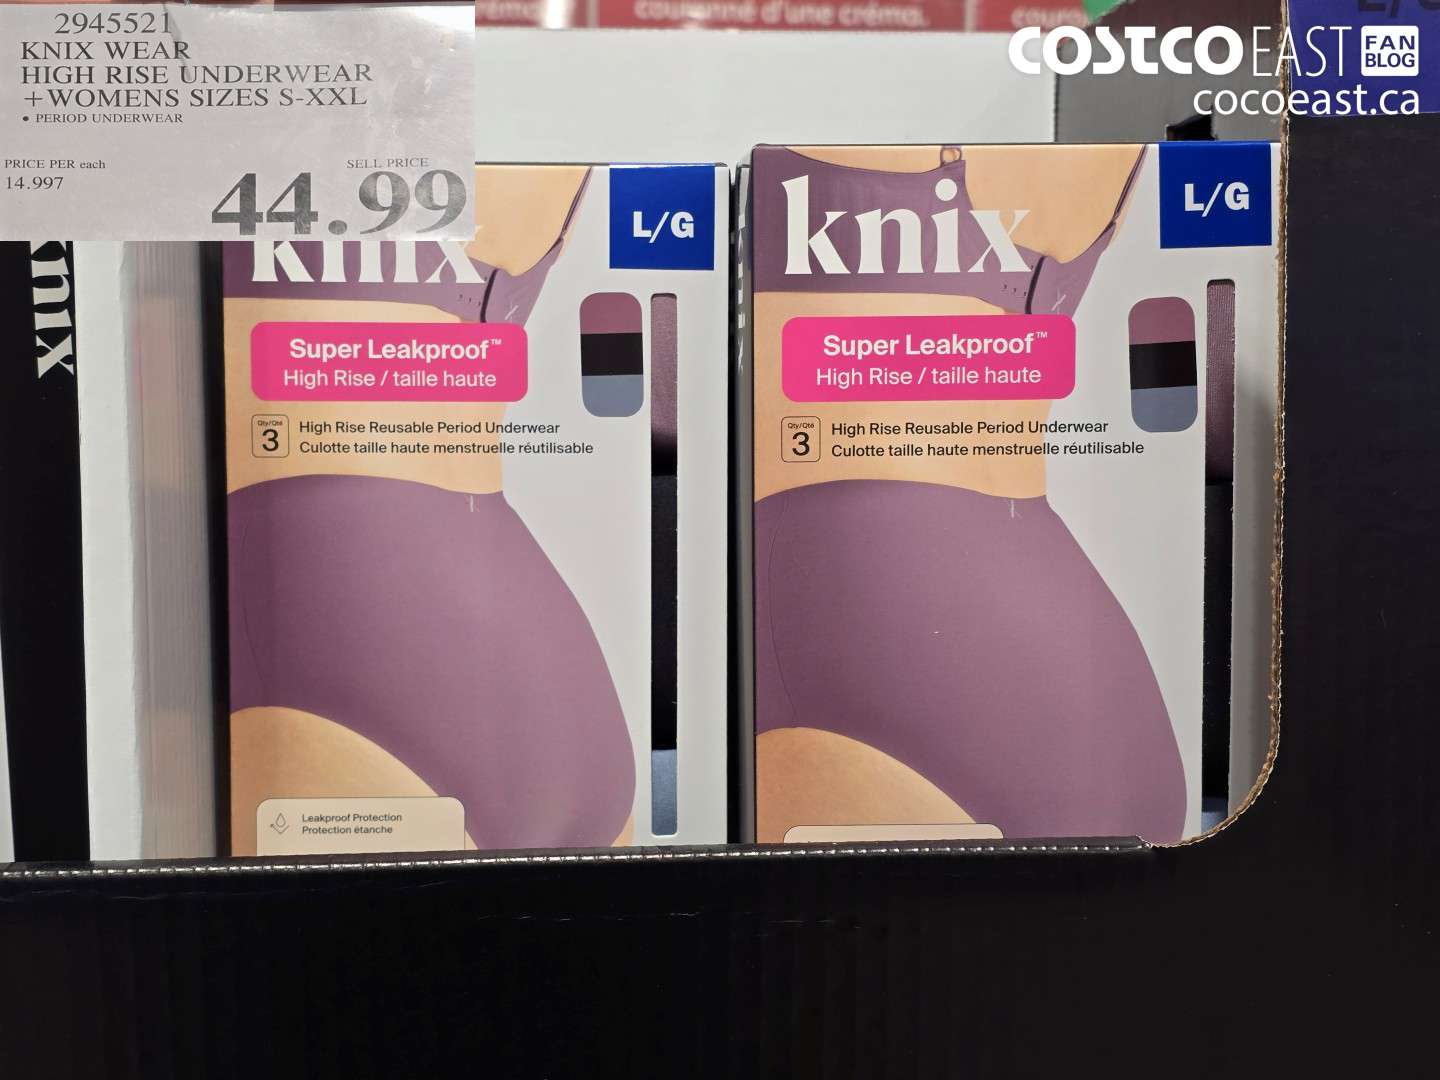 couronné d'une créma.
2945521
KNIX WEAR
HIGH RISE UNDERWEAR
+WOMENS SIZES S-XXL
• PERIOD UNDERWEAR
PRICE PER each
14.997
SELL PRICE
44.99
COSTCO EAST FAN BLOG
cocoeast.ca
knix
knix
L/G
Super Leakproof™
High Rise / taille haute
Qty/Qté
3
High Rise Reusable Period Underwear
Culotte taille haute menstruelle réutilisable
Leakproof Protection
Protection étanche
knix
L/G
Super Leakproof™
High Rise / taille haute
Qty/Qté
3
High Rise Reusable Period Underwear
Culotte taille haute menstruelle réutilisable